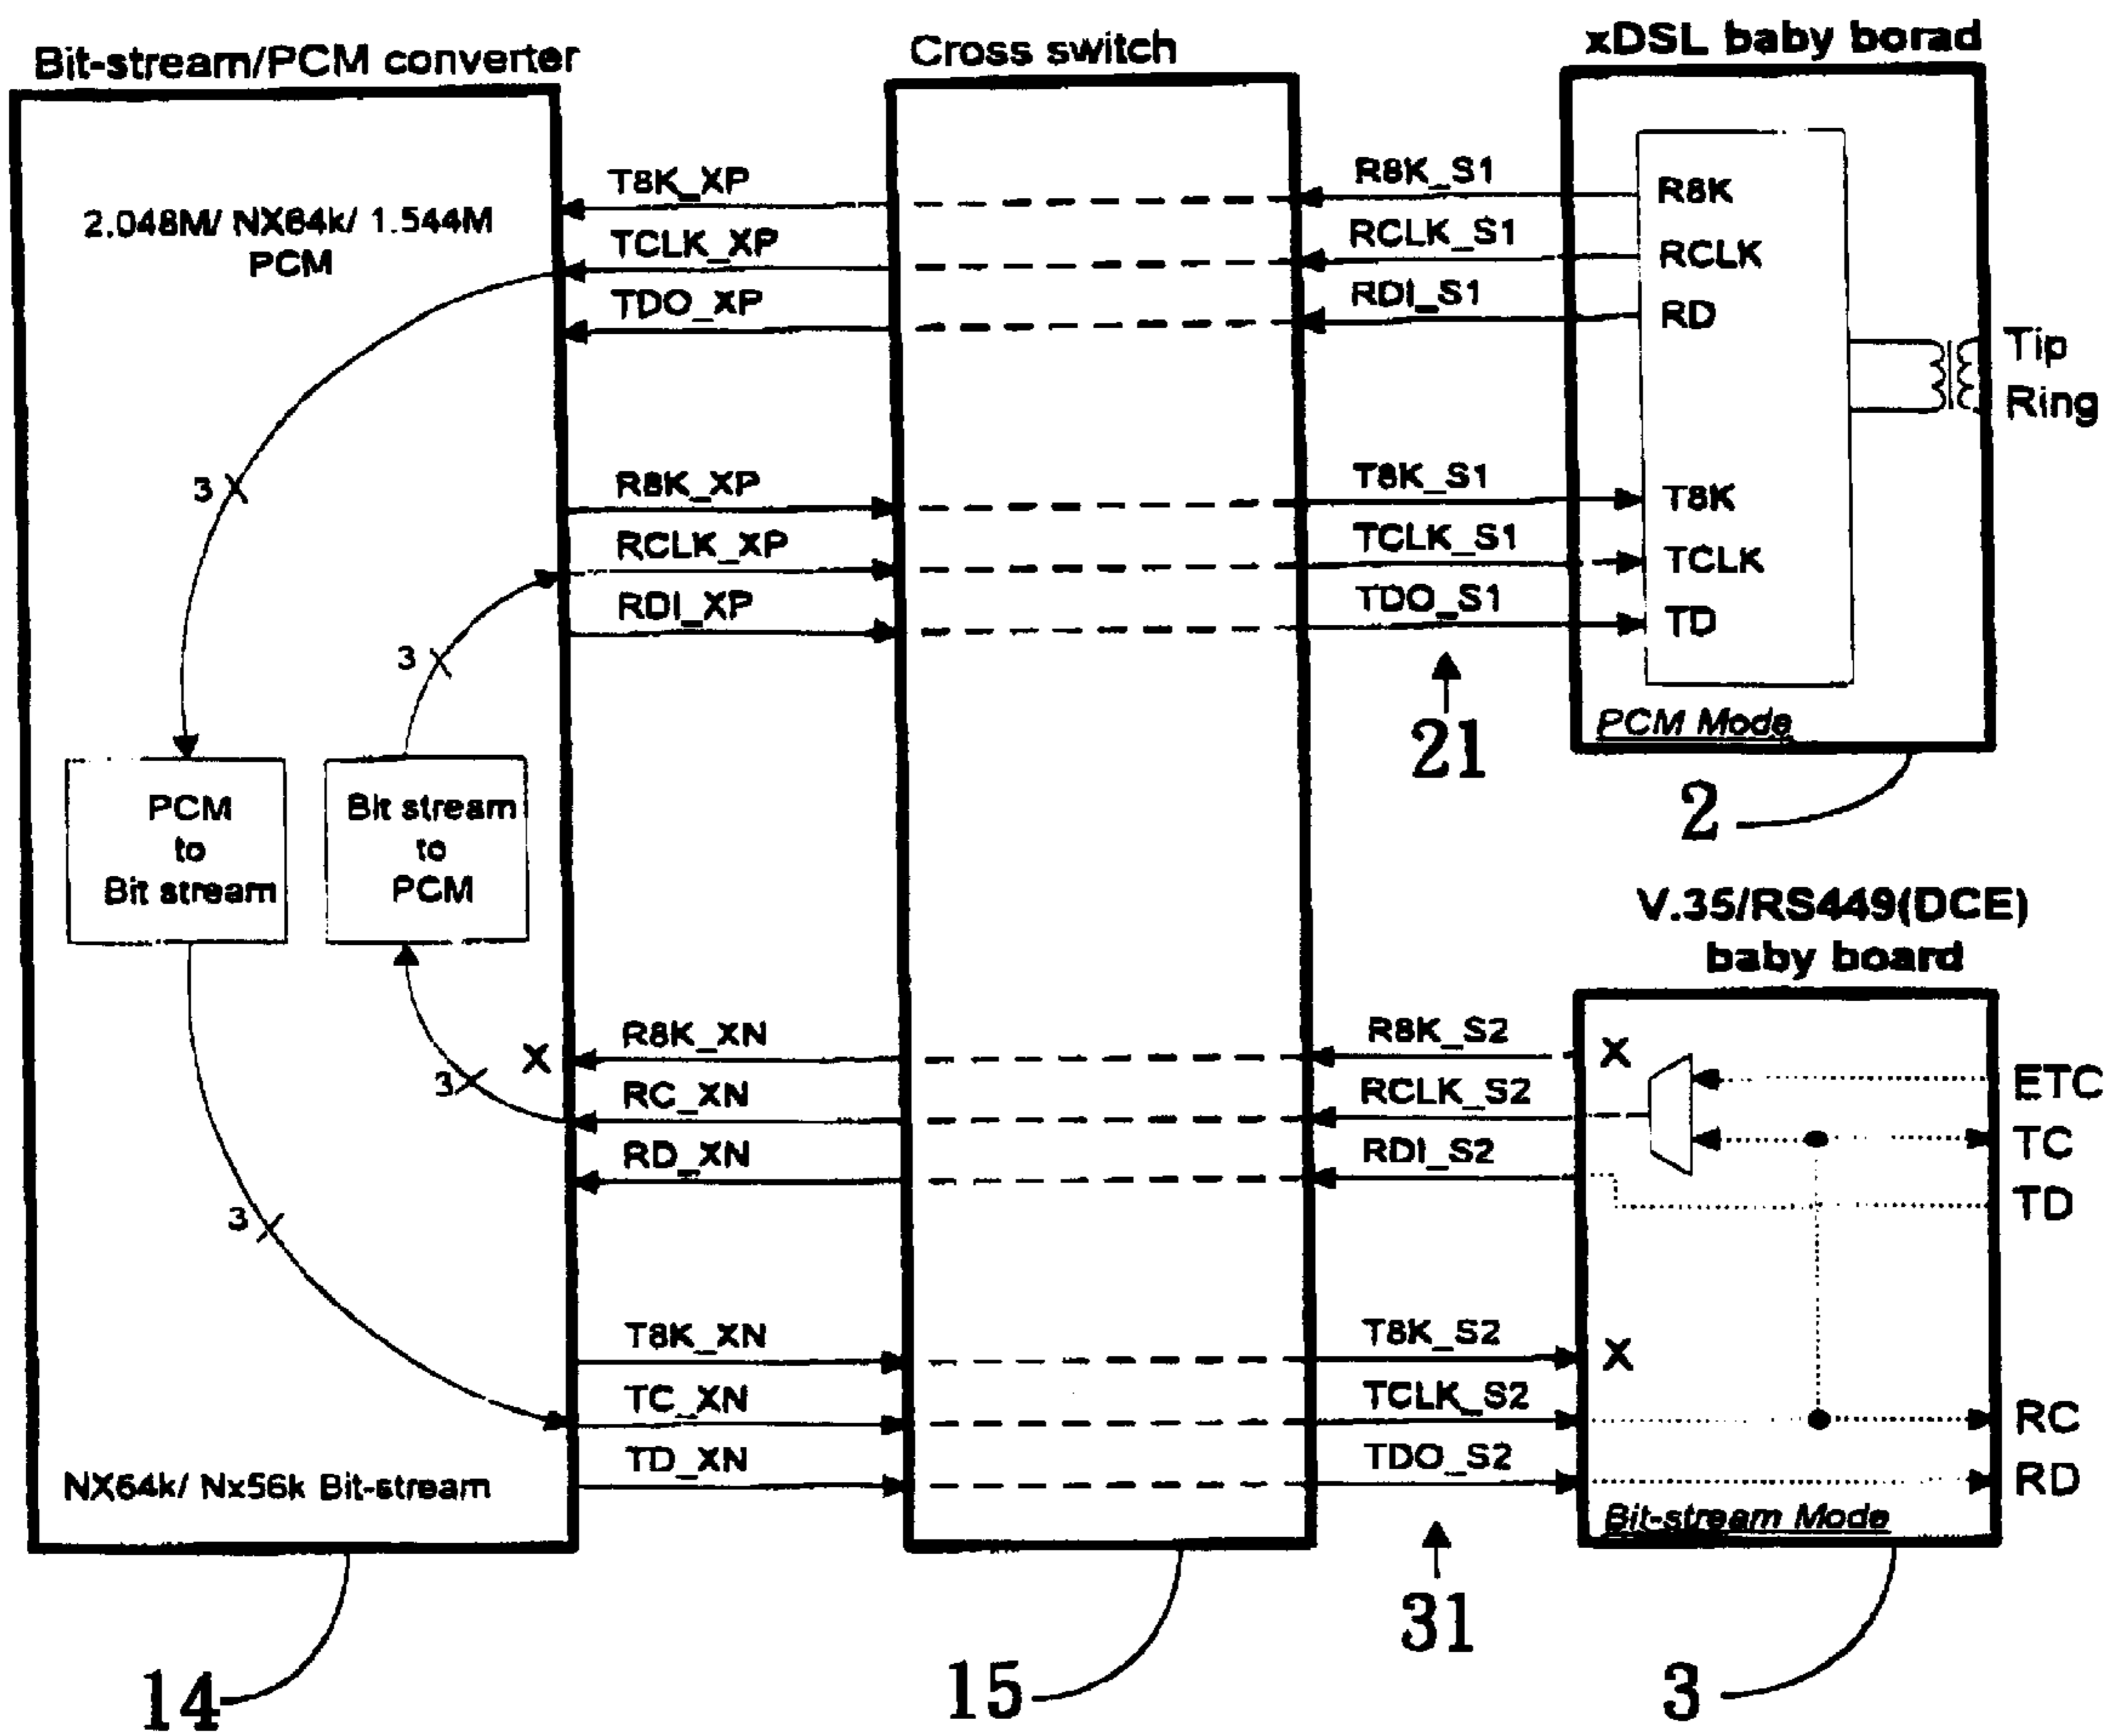 Bit-stream/PCM converter
Cross switch
xDSL baby borad
2.048M/ NX64k/ 1.544M
PCM
T8K_XP
TCLK_XP
TDO_XP
R8K_S1
RCLK_S1
RDI_S1
R8K
RCLK
RD
Tip
Ring
3
R8K_XP
RCLK_XP
RDI_XP
T8K_S1
TCLK_S1
TDO_S1
T8K
TCLK
TD
3
21
PCM Mode
2
PCM
to
Bit stream
Bit stream
to
PCM
V.35/RS449(DCE)
baby board
X
R8K_XN
RC_XN
RD_XN
3
R8K_S2
RCLK_S2
RDI_S2
X
ETC
TC
TD
3
T8K_XN
TC_XN
TD_XN
T8K_S2
TCLK_S2
TDO_S2
X
RC
RD
NX64k/ Nx56k Bit-stream
Bit-stream Mode
31
14
15
3